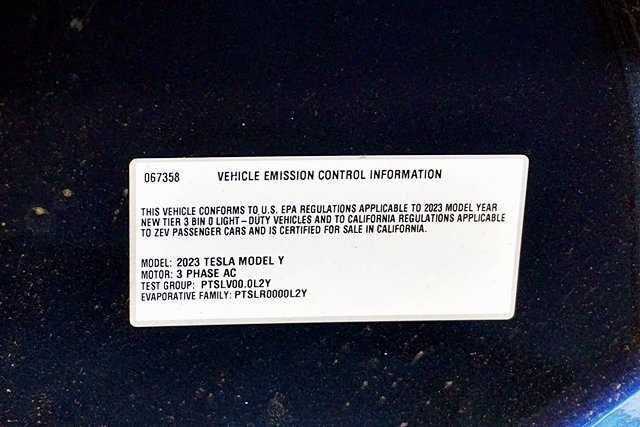 067358 VEHICLE EMISSION CONTROL INFORMATION
THIS VEHICLE CONFORMS TO U.S. EPA REGULATIONS APPLICABLE TO 2023 MODEL YEAR
NEW TIER 3 BIN 0 LIGHT-DUTY VEHICLES AND TO CALIFORNIA REGULATIONS APPLICABLE
TO ZEV PASSENGER CARS AND IS CERTIFIED FOR SALE IN CALIFORNIA.
MODEL: 2023 TESLA MODEL Y
MOTOR: 3 PHASE AC
TEST GROUP: PTSLV00.0L2Y
EVAPORATIVE FAMILY: PTSLR0000L2Y